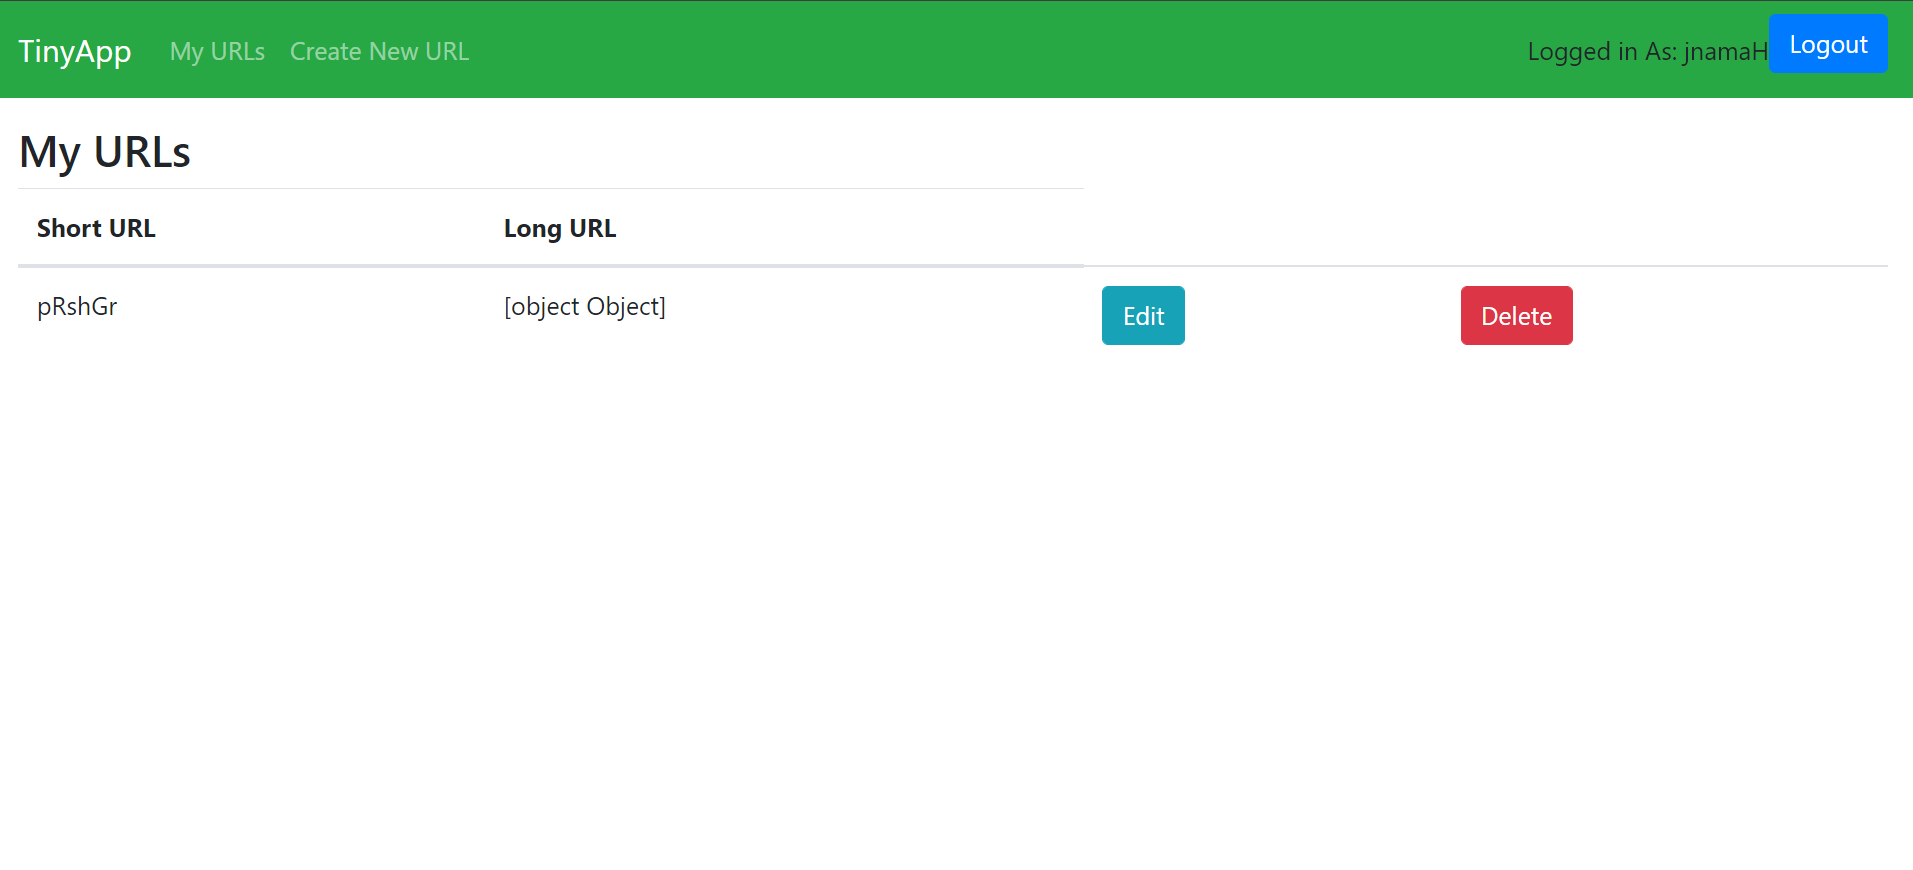 TinyApp My URLs Create New URL Logged in As: jnamaH Logout
My URLs
Short URL Long URL
pRshGr [object Object] Edit Delete